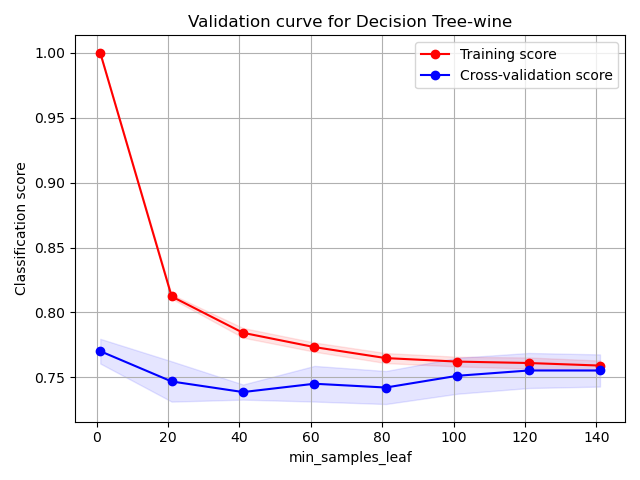 Validation curve for Decision Tree-wine
Training score
Cross-validation score
Classification score
1.00
0.95
0.90
0.85
0.80
0.75
0 20 40 60 80 100 120 140
min_samples_leaf